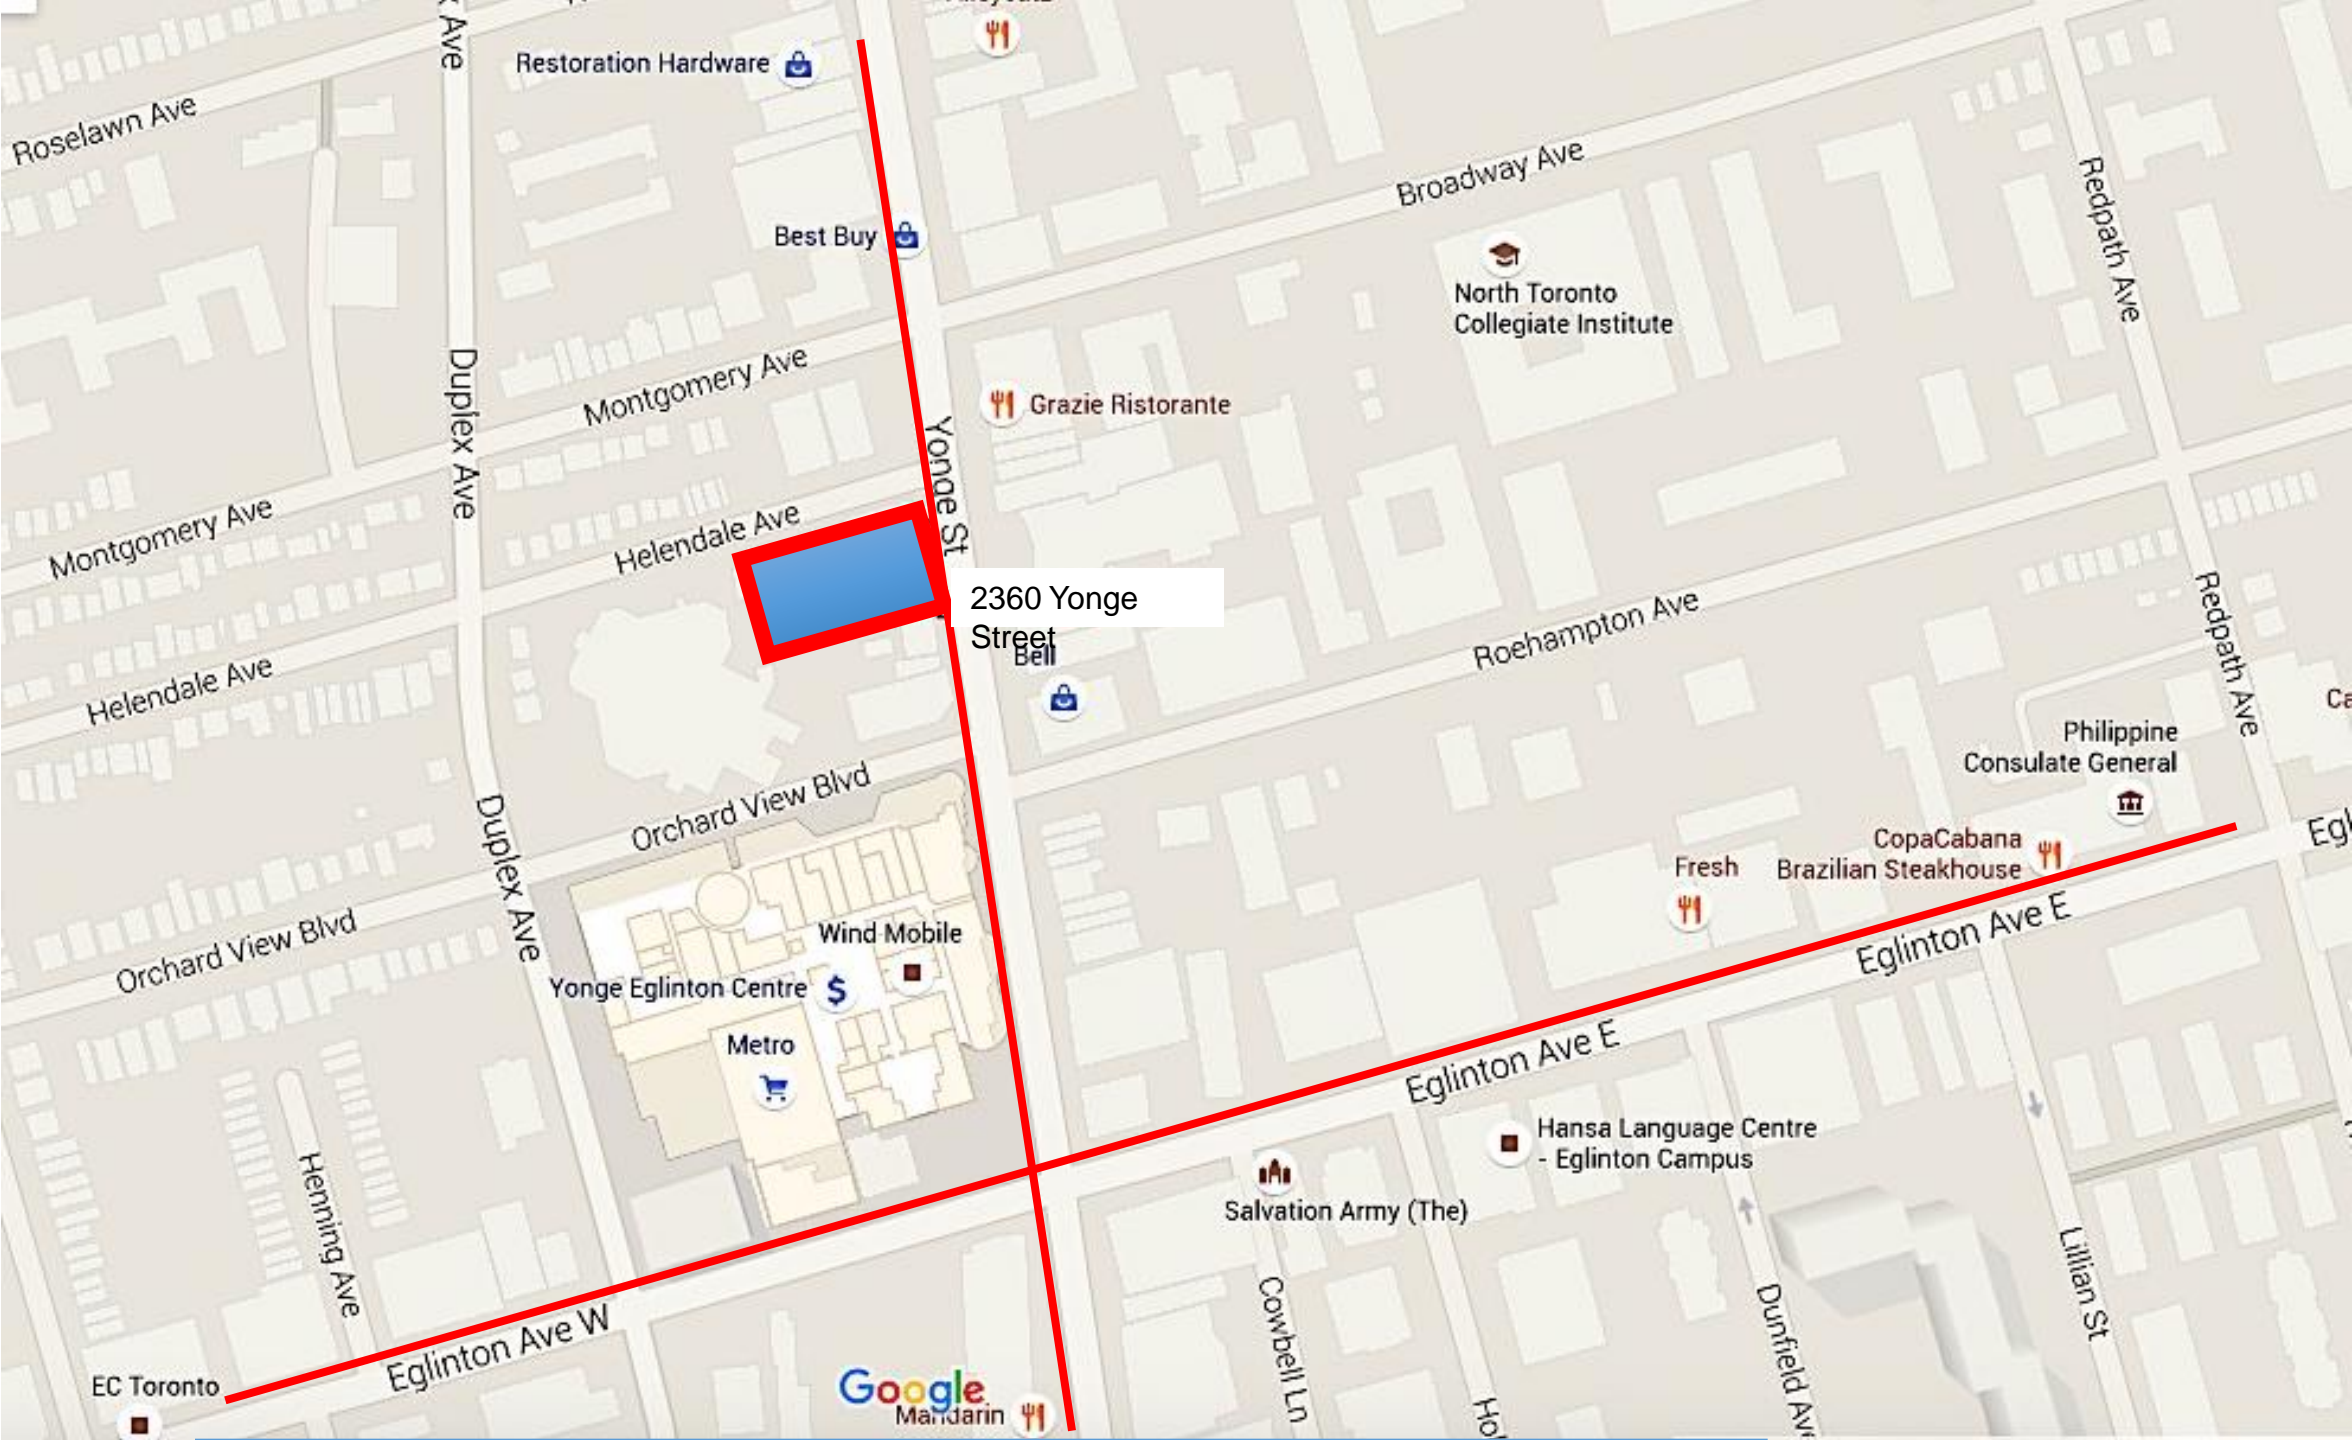 Restoration Hardware
x Ave
Roselawn Ave
Broadway Ave
Redpath Ave
Best Buy
North Toronto
Collegiate Institute
Montgomery Ave
Duplex Ave
Grazie Ristorante
Yonge St
Montgomery Ave
Helendale Ave
2360 Yonge
Street
Bell
Roehampton Ave
Redpath Ave
Helendale Ave
Ca
Philippine
Consulate General
Orchard View Blvd
Duplex Ave
CopaCabana
Brazilian Steakhouse
Fresh
Egl
Orchard View Blvd
Wind Mobile
Eglinton Ave E
Yonge Eglinton Centre
$
Metro
Eglinton Ave E
Hansa Language Centre
- Eglinton Campus
Henning Ave
Salvation Army (The)
Lillian St
Cowbell Ln
Dunfield Av
Eglinton Ave W
EC Toronto
Google
Mandarin
Hol